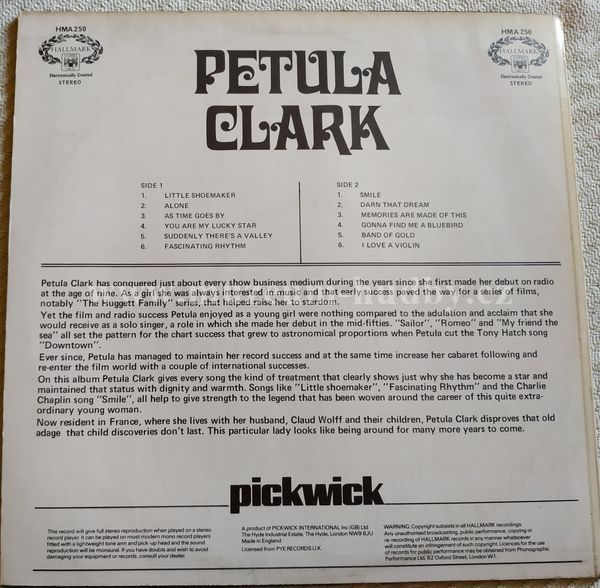 HMA 250
HALLMARK
Electronically Created
STEREO
HMA 250
HALLMARK
Electronically Created
STEREO
PETULA
CLARK
SIDE 1
1. LITTLE SHOEMAKER
2. ALONE
3. AS TIME GOES BY
4. YOU ARE MY LUCKY STAR
5. SUDDENLY THERE'S A VALLEY
6. FASCINATING RHYTHM
SIDE 2
1. SMILE
2. DARN THAT DREAM
3. MEMORIES ARE MADE OF THIS
4. GONNA FIND ME A BLUEBIRD
5. BAND OF GOLD
6. I LOVE A VIOLIN
Petula Clark has conquered just about every show business medium during the years since she first made her debut on radio
at the age of nine. As a girl she was always interested in music and that early success paved the way for a series of films,
notably "The Huggett Family" series, that helped raise her to stardom.
Yet the film and radio success Petula enjoyed as a young girl were nothing compared to the adulation and acclaim that she
would receive as a solo singer, a role in which she made her debut in the mid-fifties. "Sailor", "Romeo" and "My friend the
sea" all set the pattern for the chart success that grew to astronomical proportions when Petula cut the Tony Hatch song
"Downtown".
Ever since, Petula has managed to maintain her record success and at the same time increase her cabaret following and
re-enter the film world with a couple of international successes.
On this album Petula Clark gives every song the kind of treatment that clearly shows just why she has become a star and
maintained that status with dignity and warmth. Songs like "Little shoemaker", "Fascinating Rhythm" and the Charlie
Chaplin song "Smile", all help to give strength to the legend that has been woven around the career of this quite extra-
ordinary young woman.
Now resident in France, where she lives with her husband, Claud Wolff and their children, Petula Clark disproves that old
adage that child discoveries don't last. This particular lady looks like being around for many more years to come.
pickwick
This record will give full stereo reproduction when played on a stereo
record player. It can be played on most modern mono record players
fitted with a lightweight tone arm and pick-up head and the sound
reproduction will be monaural. If you have doubts and wish to avoid
damaging your equipment or records, consult your dealer.
A product of PICKWICK INTERNATIONAL Inc (GB) Ltd
The Hyde Industrial Estate, The Hyde, London NW9 6JU
Made in England
Licensed from PYE RECORDS U.K.
WARNING: Copyright subsists in all HALLMARK recordings.
Any unauthorised broadcasting, public performance, copying or
re-recording of HALLMARK records in any manner whatsoever
will constitute an infringement of such copyright. Licences for the use
of records for public performance may be obtained from Phonographic
Performance Ltd, 62 Oxford Street, London W1.